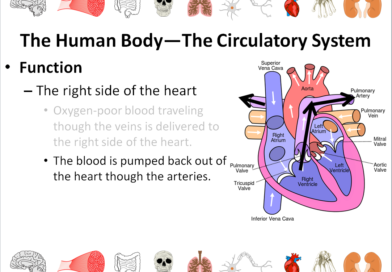 The Human Body—The Circulatory System
• Function
– The right side of the heart
• Oxygen-poor blood traveling
though the veins is delivered to
the right side of the heart.
• The blood is pumped back out of
the heart though the arteries.
Superior
Vena Cava
Aorta
Pulmonary
Artery
Pulmonary
Vein
Left
Atrium
Right
Atrium
Mitral
Valve
Pulmonary
Valve
Left
Ventricle
Aortic
Valve
Tricuspid
Valve
Right
Ventricle
Inferior Vena Cava